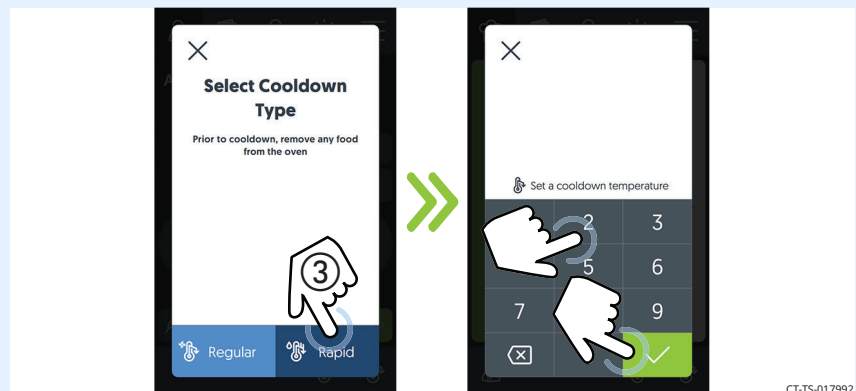 Select Cooldown
Type
Prior to cooldown, remove any food
from the oven
3
Regular
Rapid
Set a cooldown temperature
2
3
5
6
7
9
CT-TS-017992